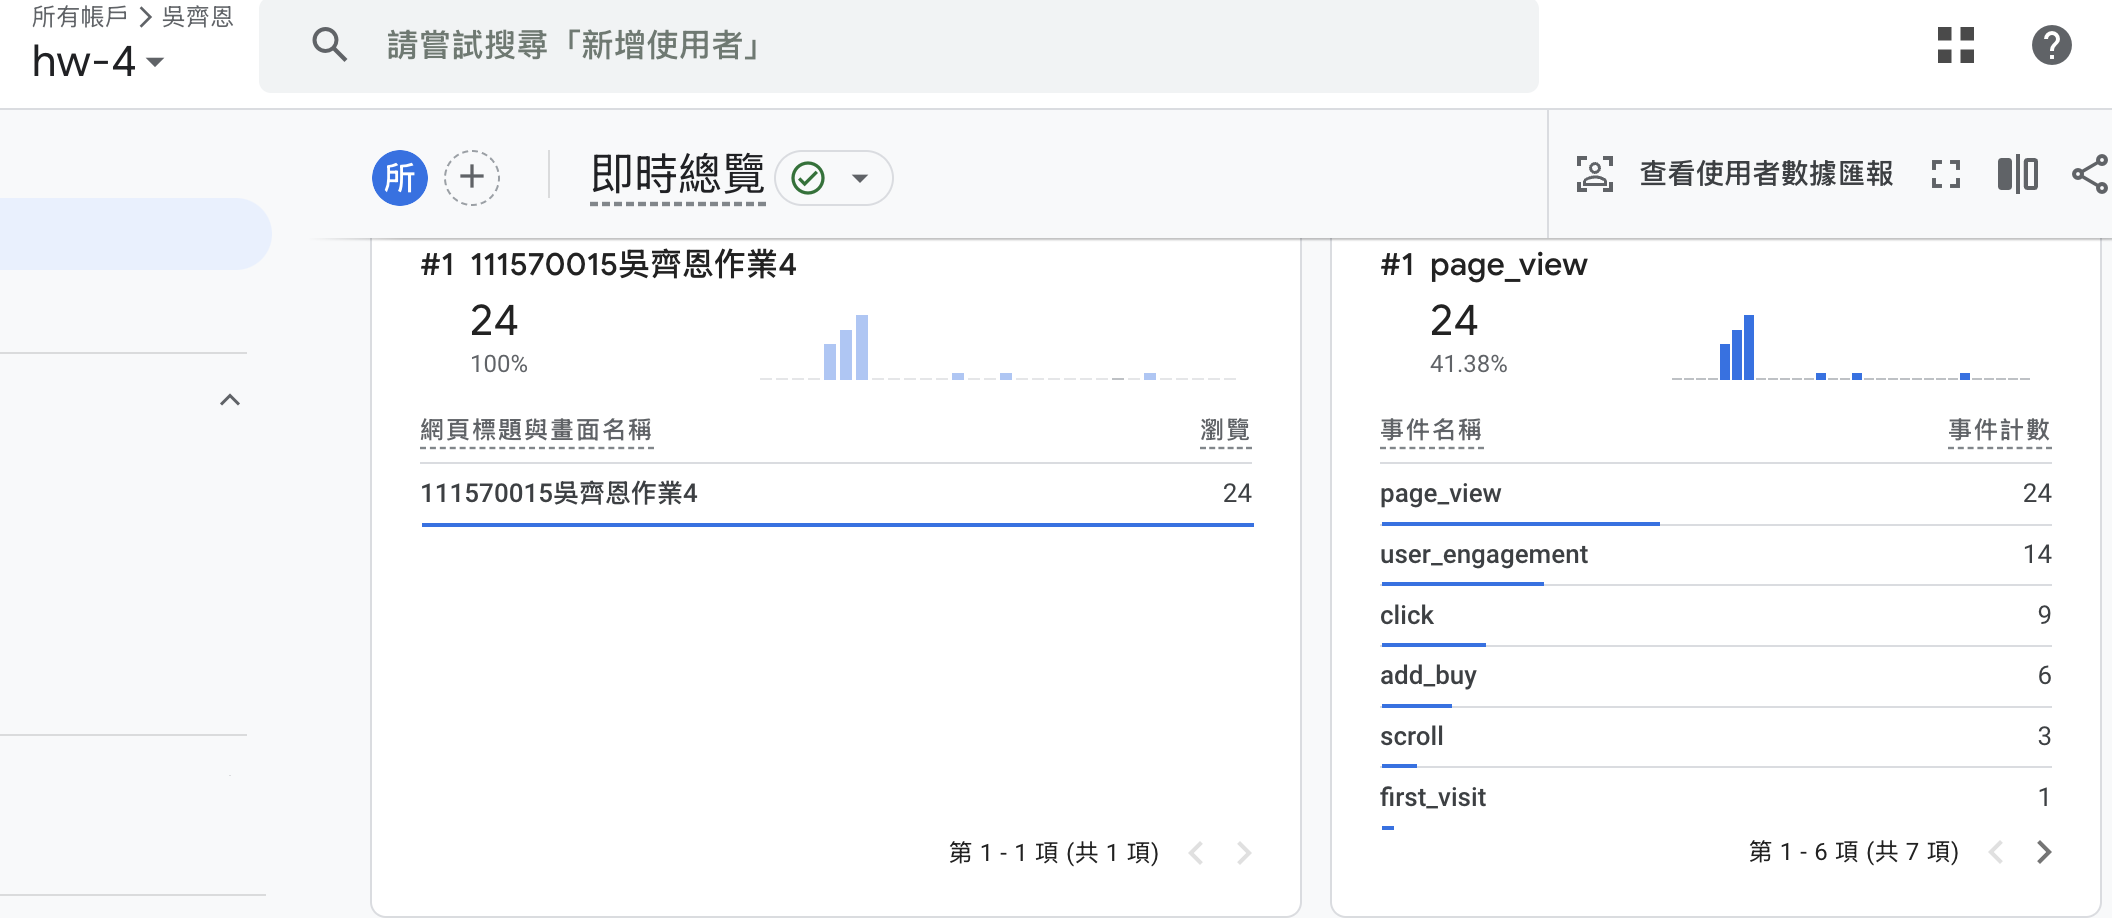 所有帳戶 > 吳齊恩
hw-4
請嘗試搜尋「新增使用者」
所
即時總覽
查看使用者數據匯報
#1 111570015吳齊恩作業4
24
100%
網頁標題與畫面名稱 瀏覽
111570015吳齊恩作業4 24
第 1 - 1 項 (共 1 項)
#1 page_view
24
41.38%
事件名稱 事件計數
page_view 24
user_engagement 14
click 9
add_buy 6
scroll 3
first_visit 1
第 1 - 6 項 (共 7 項)